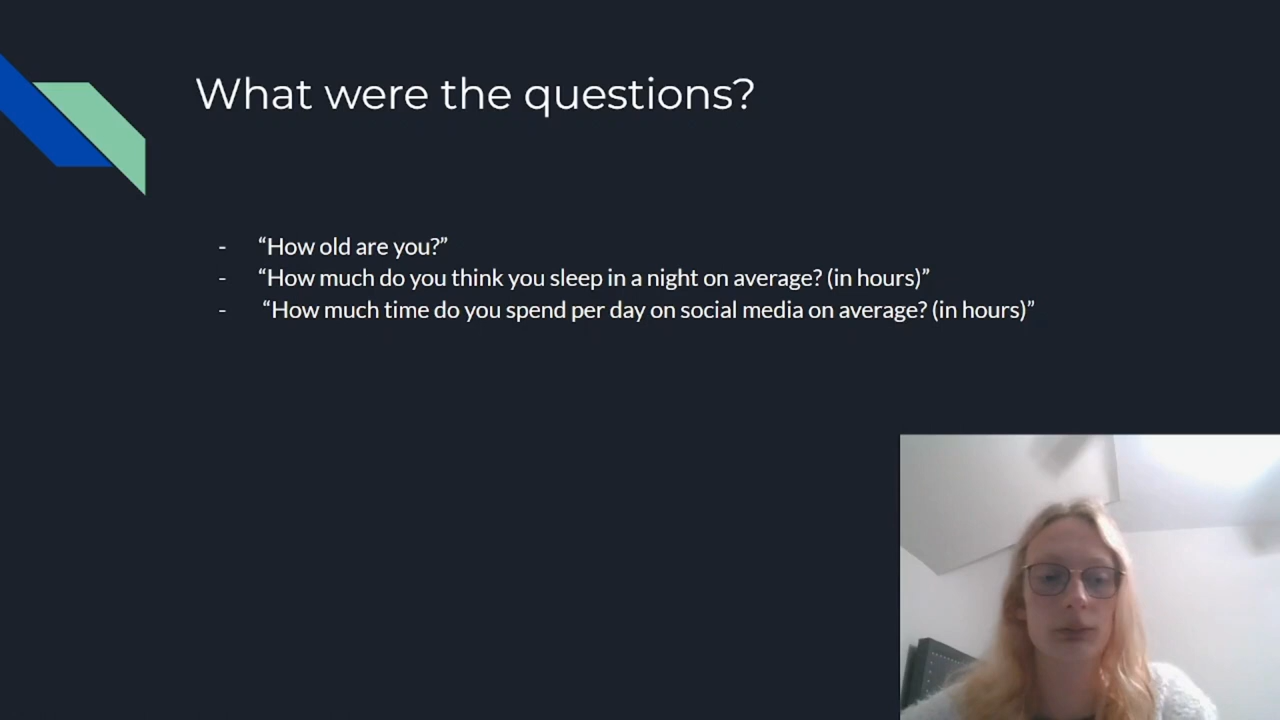 What were the questions?
- “How old are you?”
- “How much do you think you sleep in a night on average? (in hours)”
- “How much time do you spend per day on social media on average? (in hours)”